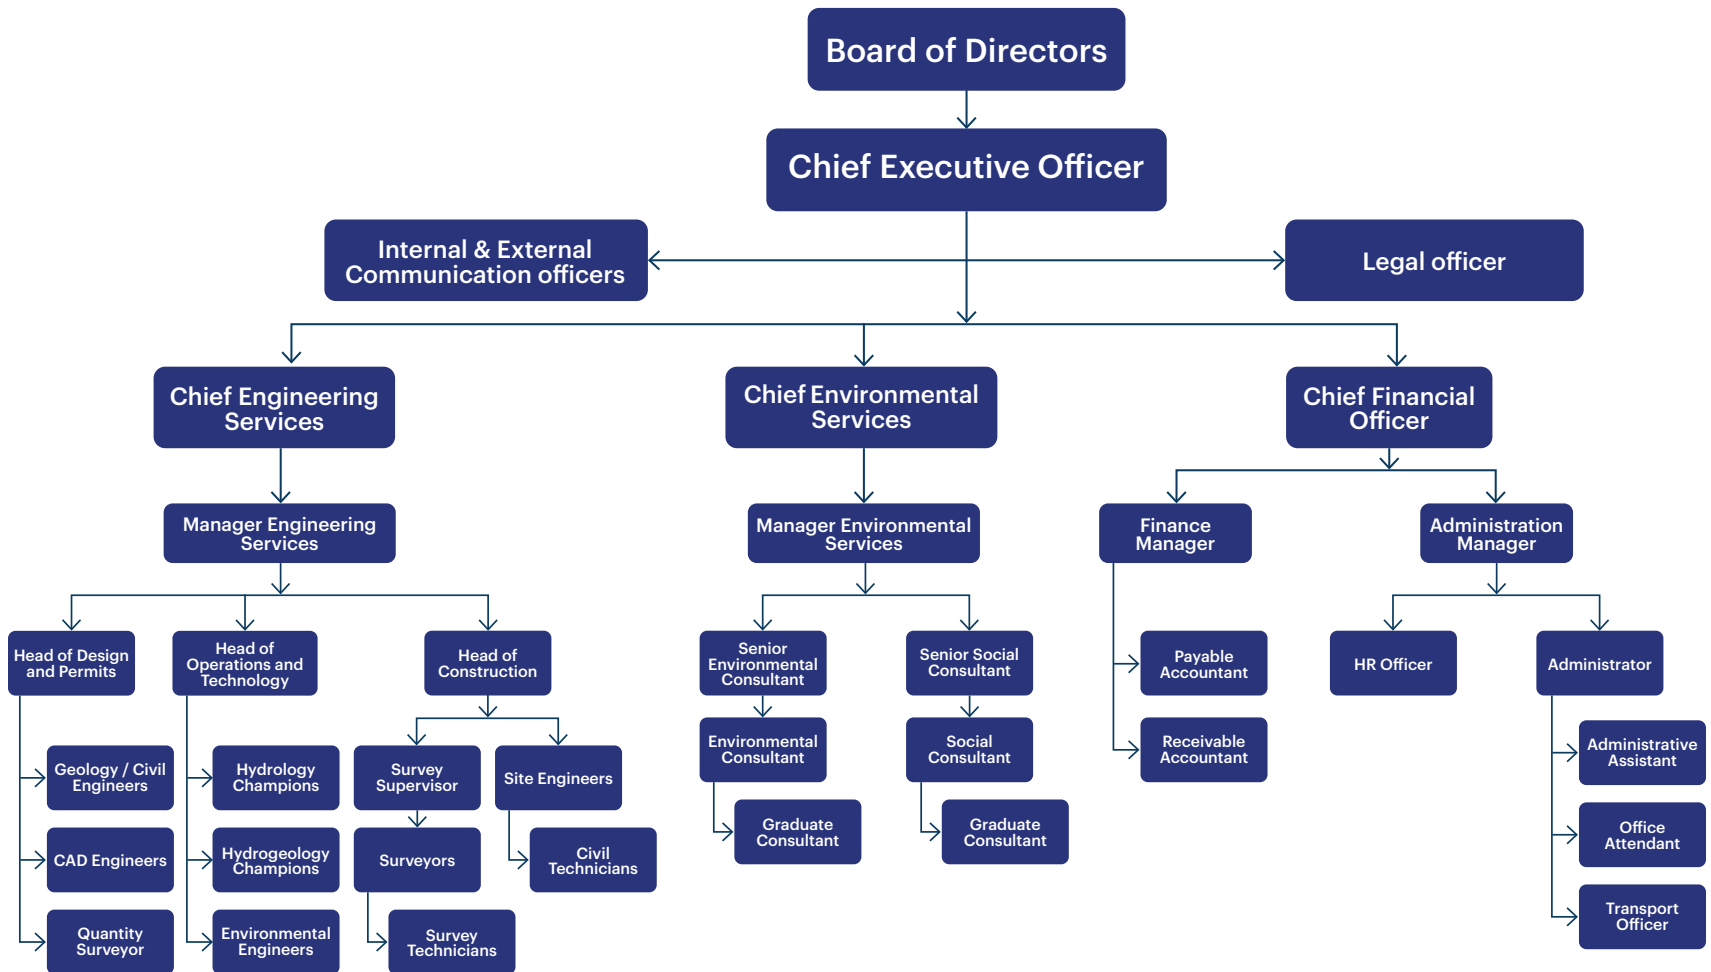 Board of Directors
Chief Executive Officer
Internal & External
Communication officers
Legal officer
Chief Engineering
Services
Chief Environmental
Services
Chief Financial
Officer
Manager Engineering
Services
Manager Environmental
Services
Finance
Manager
Administration
Manager
Head of Design
and Permits
Head of
Operations and
Technology
Head of
Construction
Senior
Environmental
Consultant
Senior Social
Consultant
Payable
Accountant
HR Officer
Administrator
Geology / Civil
Engineers
Hydrology
Champions
Survey
Supervisor
Site Engineers
Environmental
Consultant
Social
Consultant
Receivable
Accountant
Administrative
Assistant
CAD Engineers
Hydrogeology
Champions
Surveyors
Civil
Technicians
Graduate
Consultant
Graduate
Consultant
Office
Attendant
Quantity
Surveyor
Environmental
Engineers
Survey
Technicians
Transport
Officer